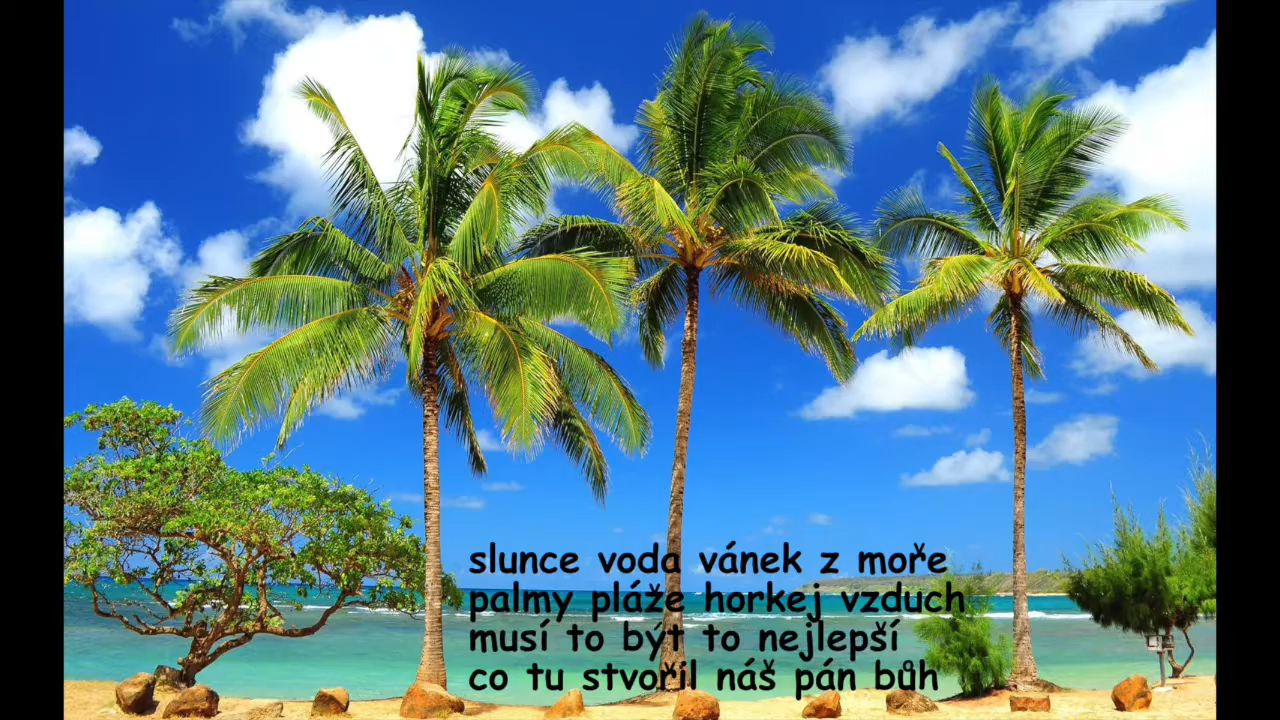 slunce voda vánek z moře
palmy pláže horkej vzduch
musí to být to nejlepší
co tu stvořil náš pán bůh